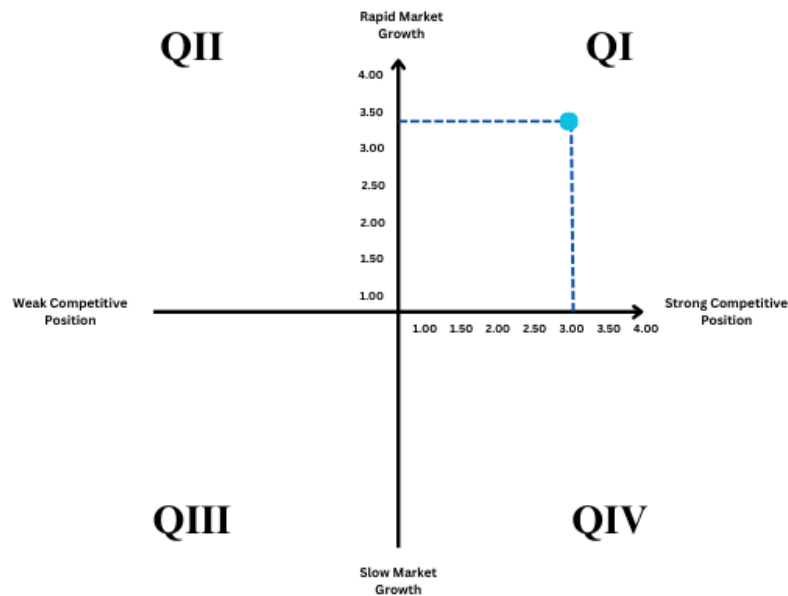 Rapid Market
Growth
QII
QI
4.00
3.50
3.00
2.50
2.00
1.50
1.00
Weak Competitive
Position
Strong Competitive
Position
1.00 1.50 2.00 2.50 3.00 3.50 4.00
QIII
QIV
Slow Market
Growth